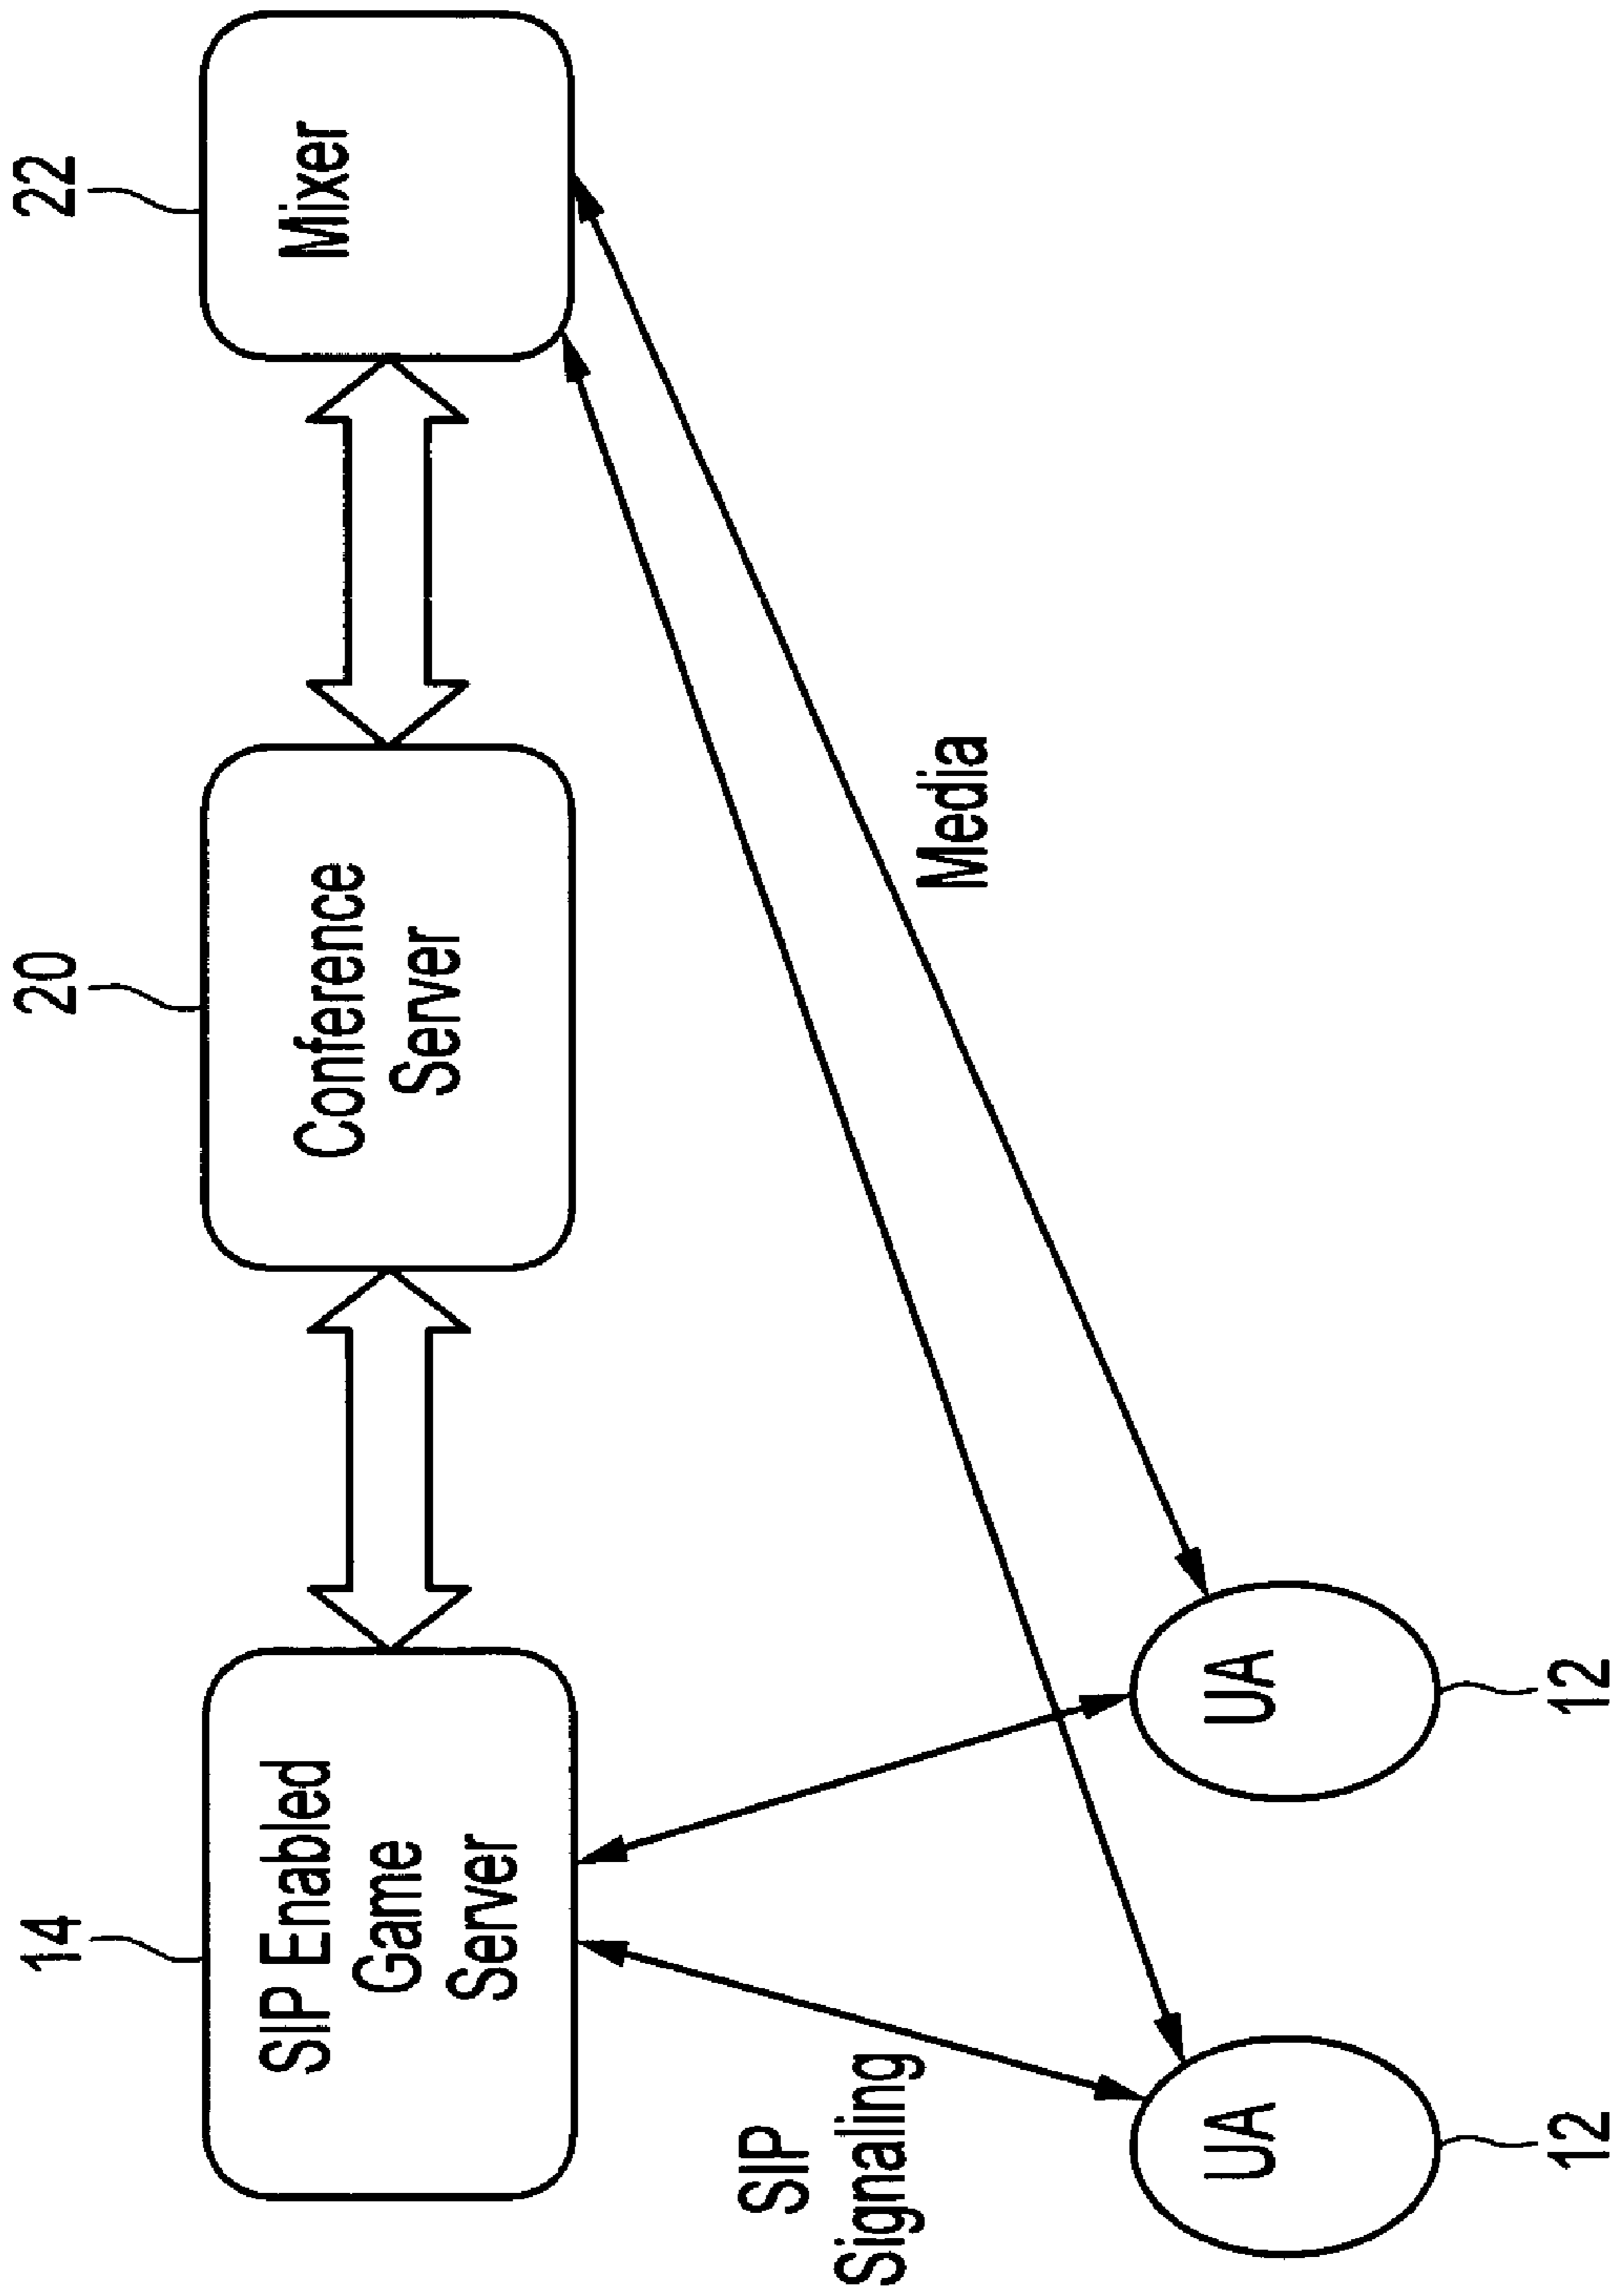 14
20
22
SIP Enabled
Game
Server
Conference
Server
Mixer
SIP
Signaling
Media
UA
UA
12
12